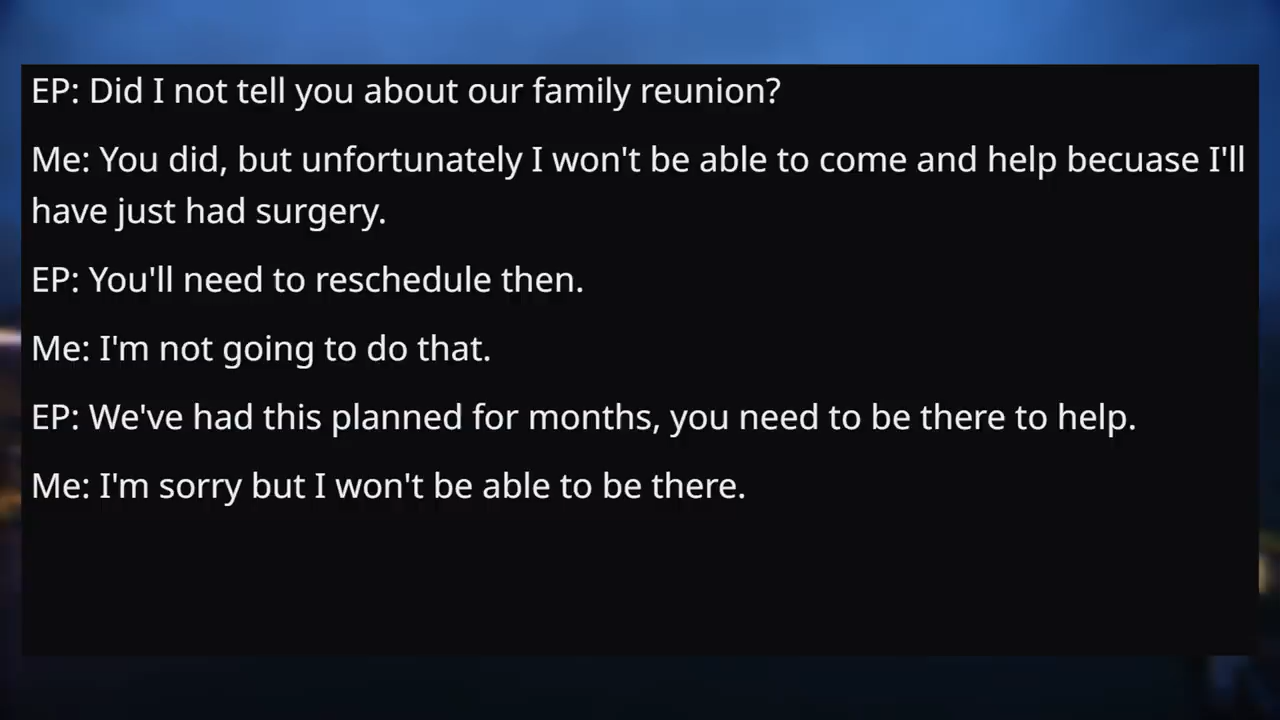 EP: Did I not tell you about our family reunion?
Me: You did, but unfortunately I won't be able to come and help becuase I'll
have just had surgery.
EP: You'll need to reschedule then.
Me: I'm not going to do that.
EP: We've had this planned for months, you need to be there to help.
Me: I'm sorry but I won't be able to be there.